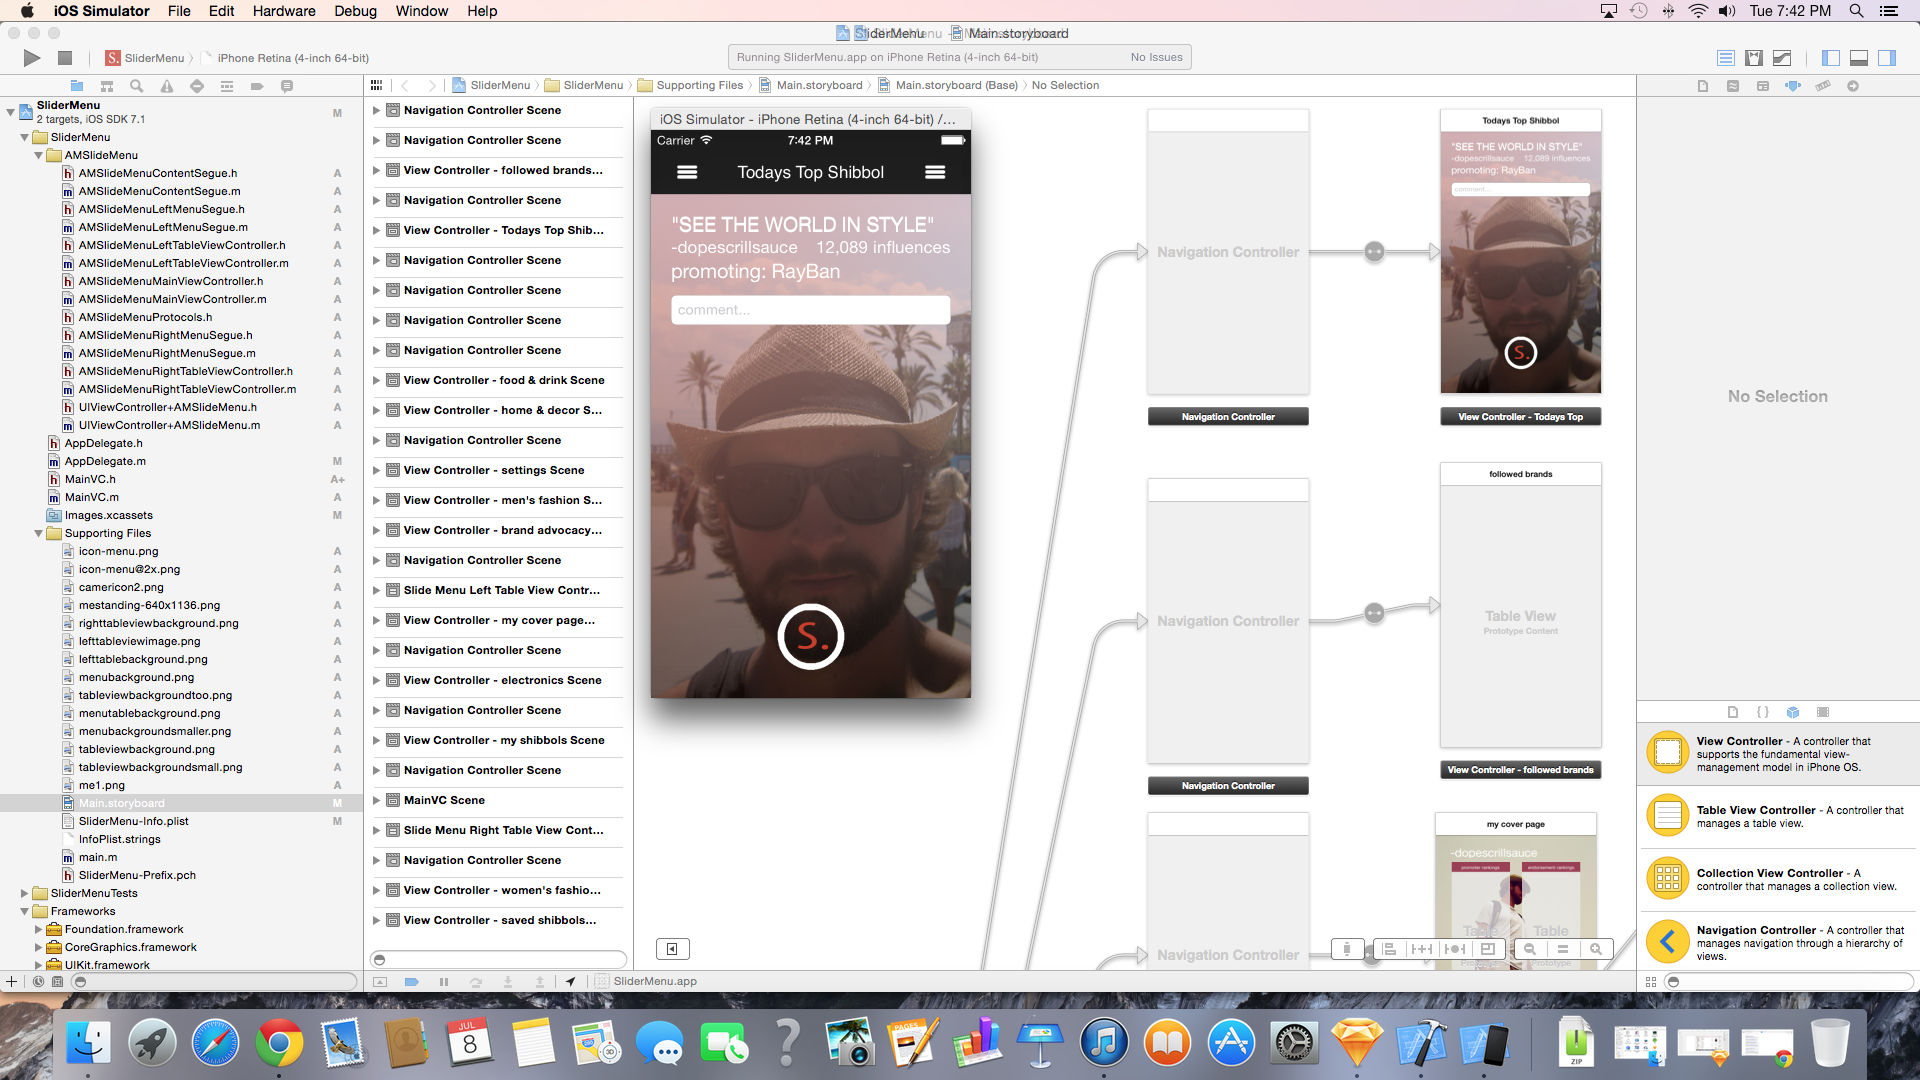 iOS Simulator File Edit Hardware Debug Window Help
Tue 7:42 PM
Main.storyboard
SliderMenu
iPhone Retina (4-inch 64-bit)
Running SliderMenu.app on iPhone Retina (4-inch 64-bit)
No Issues
SliderMenu
SliderMenu
Supporting Files
Main.storyboard
Main.storyboard (Base)
No Selection
SliderMenu
2 targets, iOS SDK 7.1
M
SliderMenu
AMSlideMenu
AMSlideMenuContentSegue.h A
AMSlideMenuContentSegue.m A
AMSlideMenuLeftMenuSegue.h A
AMSlideMenuLeftMenuSegue.m A
AMSlideMenuLeftTableViewController.h A
AMSlideMenuLeftTableViewController.m A
AMSlideMenuMainViewController.h A
AMSlideMenuMainViewController.m A
AMSlideMenuProtocols.h A
AMSlideMenuRightMenuSegue.h A
AMSlideMenuRightMenuSegue.m A
AMSlideMenuRightTableViewController.h A
AMSlideMenuRightTableViewController.m A
UIViewController+AMSlideMenu.h A
UIViewController+AMSlideMenu.m A
AppDelegate.h
AppDelegate.m M
MainVC.h A+
MainVC.m A
Images.xcassets M
Supporting Files
icon-menu.png A
icon-menu@2x.png A
camericon2.png A
mestanding-640x1136.png A
righttableviewbackground.png A
lefttableviewimage.png A
lefttablebackground.png A
menubackground.png A
tableviewbackgroundtoo.png A
menutablebackground.png A
menubackgroundsmaller.png A
tableviewbackground.png A
tableviewbackgroundsmall.png A
me1.png A
Main.storyboard M
SliderMenu-Info.plist M
InfoPlist.strings
main.m
SliderMenu-Prefix.pch
SliderMenuTests
Frameworks
Foundation.framework
CoreGraphics.framework
UIKit.framework
Navigation Controller Scene
Navigation Controller Scene
View Controller - followed brands...
Navigation Controller Scene
View Controller - Todays Top Shib...
Navigation Controller Scene
Navigation Controller Scene
Navigation Controller Scene
Navigation Controller Scene
View Controller - food & drink Scene
View Controller - home & decor S...
Navigation Controller Scene
View Controller - settings Scene
View Controller - men's fashion S...
View Controller - brand advocacy...
Navigation Controller Scene
Slide Menu Left Table View Contr...
View Controller - my cover page...
Navigation Controller Scene
View Controller - electronics Scene
Navigation Controller Scene
View Controller - my shibbols Scene
Navigation Controller Scene
MainVC Scene
Slide Menu Right Table View Cont...
Navigation Controller Scene
View Controller - women's fashio...
View Controller - saved shibbols...
iOS Simulator - iPhone Retina (4-inch 64-bit) /...
Carrier 7:42 PM
Todays Top Shibbol
"SEE THE WORLD IN STYLE"
-dopescrillsauce 12,089 influences
promoting: RayBan
comment...
S.
Navigation Controller
Navigation Controller
Todays Top Shibbol
"SEE THE WORLD IN STYLE"
-dopescrillsauce 12,089 influences
promoting: RayBan
comment...
S.
View Controller - Todays Top
Navigation Controller
Navigation Controller
followed brands
Table View
Prototype Content
View Controller - followed brands
Navigation Controller
my cover page
-dopescrillsauce
promoter rankings endorsement rankings
Table Table
SliderMenu.app
No Selection
View Controller - A controller that
supports the fundamental view-
management model in iPhone OS.
Table View Controller - A controller that
manages a table view.
Collection View Controller - A
controller that manages a collection view.
Navigation Controller - A controller that
manages navigation through a hierarchy of
views.
JUL
8
3D
PAGES
ZIP